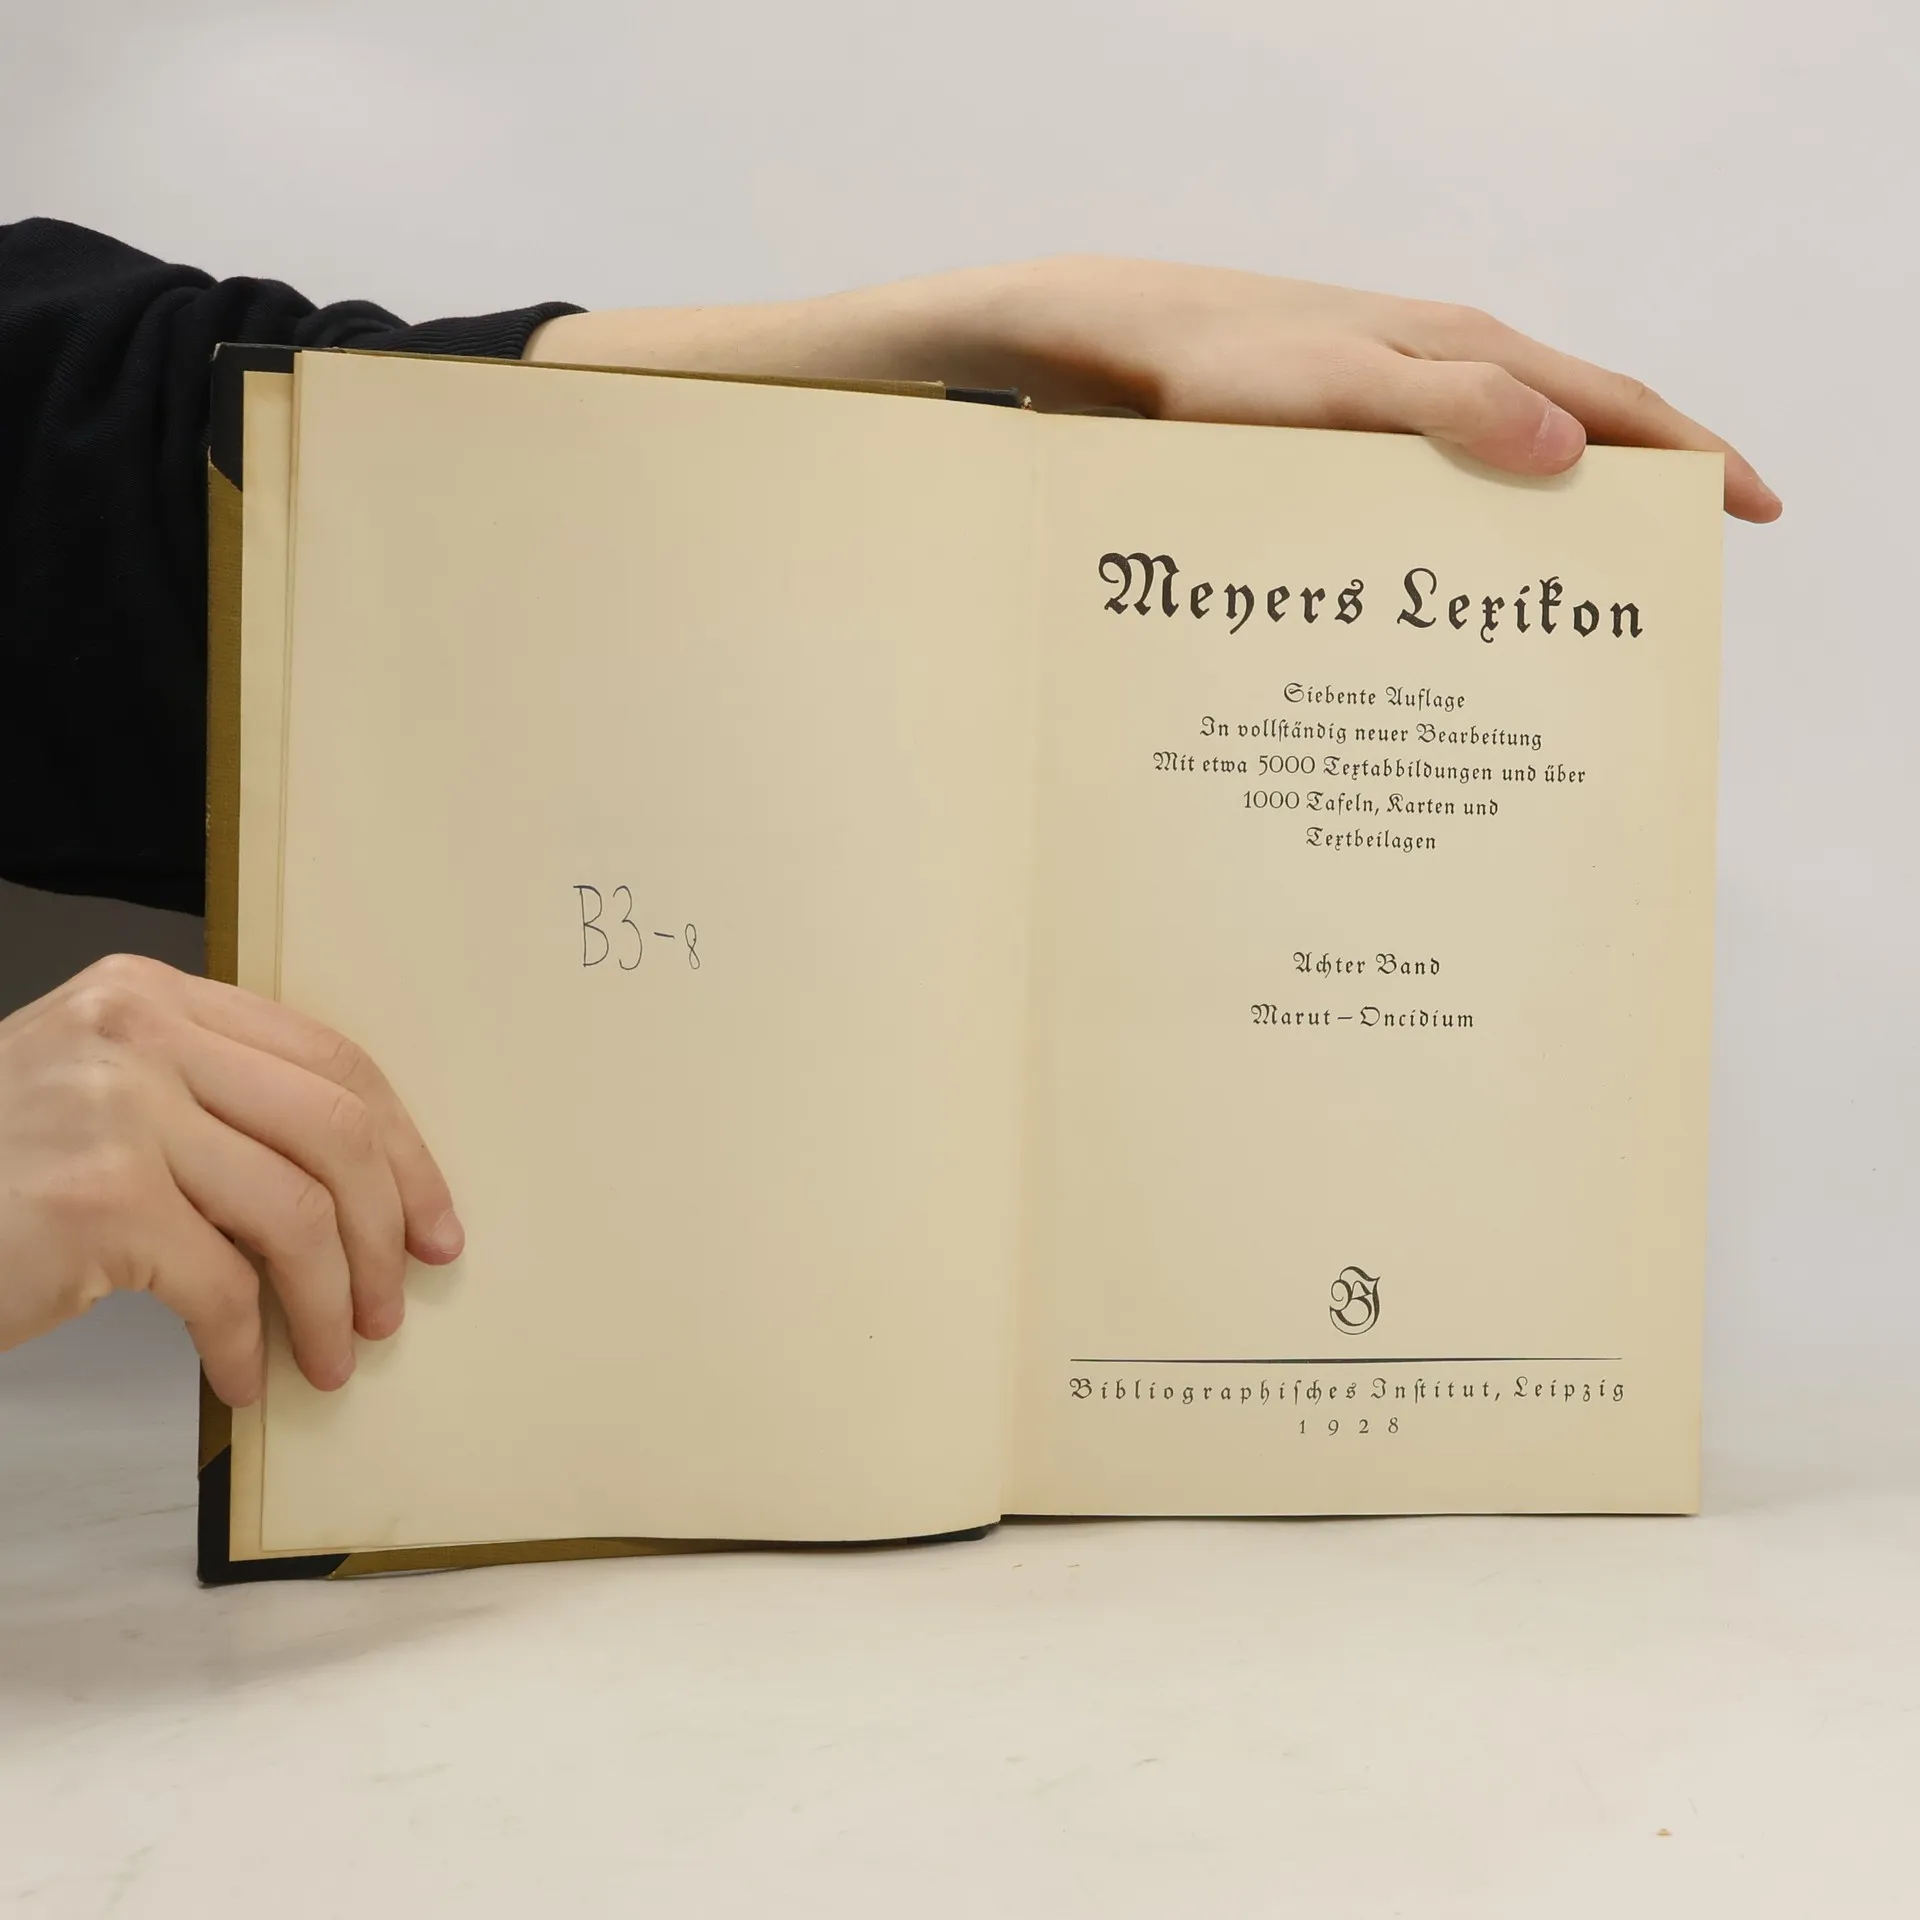 B3-8
Meyers Lexikon
Siebente Auflage
In vollſtändig neuer Bearbeitung
Mit etwa 5000 Textabbildungen und über
1000 Tafeln, Karten und
Textbeilagen
Achter Band
Marut – Oncidium
BI
Bibliographiſches Inſtitut, Leipzig
1928